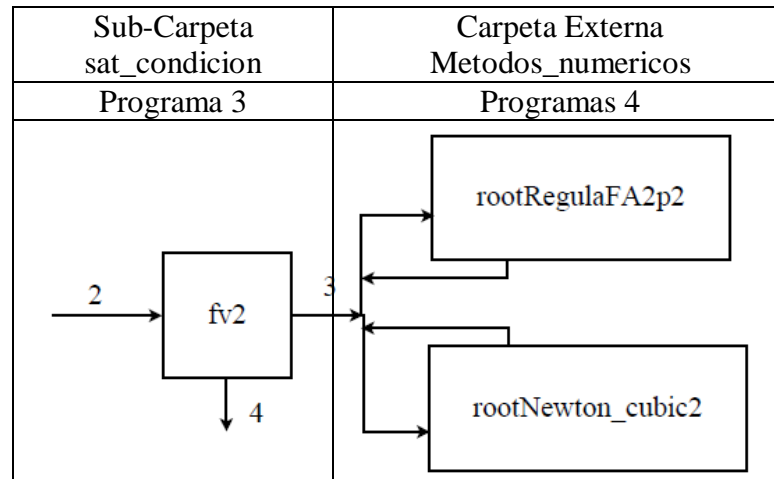 Sub-Carpeta
sat_condicion
Carpeta Externa
Metodos_numericos
Programa 3
Programas 4
rootRegulaFA2p2
2
fv2
3
4
rootNewton_cubic2